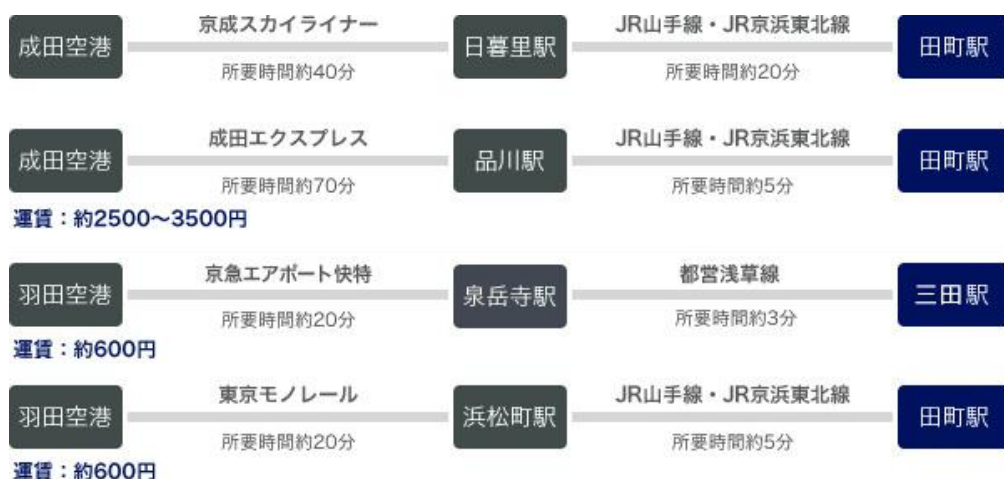 京成スカイライナー JR山手線・JR京浜東北線
成田空港 日暮里駅 田町駅
所要時間約40分 所要時間約20分
成田エクスプレス JR山手線・JR京浜東北線
成田空港 品川駅 田町駅
所要時間約70分 所要時間約5分
運賃：約2500〜3500円
京急エアポート快特 都営浅草線
羽田空港 泉岳寺駅 三田駅
所要時間約20分 所要時間約3分
運賃：約600円
東京モノレール JR山手線・JR京浜東北線
羽田空港 浜松町駅 田町駅
所要時間約20分 所要時間約5分
運賃：約600円